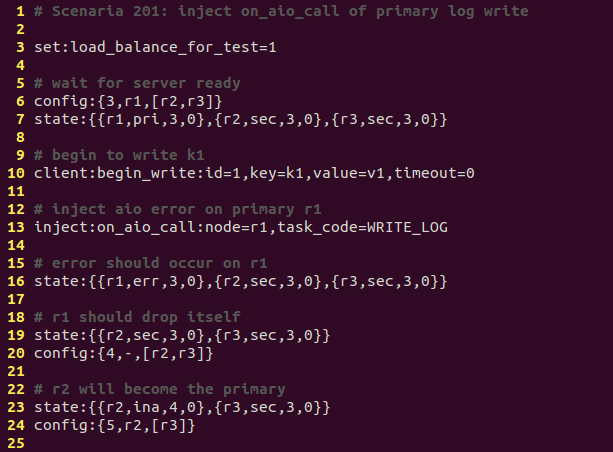 1 # Scenaria 201: inject on_aio_call of primary log write
2
3 set:load_balance_for_test=1
4
5 # wait for server ready
6 config:{3,r1,[r2,r3]}
7 state:{{r1,pri,3,0},{r2,sec,3,0},{r3,sec,3,0}}
8
9 # begin to write k1
10 client:begin_write:id=1,key=k1,value=v1,timeout=0
11
12 # inject aio error on primary r1
13 inject:on_aio_call:node=r1,task_code=WRITE_LOG
14
15 # error should occur on r1
16 state:{{r1,err,3,0},{r2,sec,3,0},{r3,sec,3,0}}
17
18 # r1 should drop itself
19 state:{{r2,sec,3,0},{r3,sec,3,0}}
20 config:{4,-,[r2,r3]}
21
22 # r2 will become the primary
23 state:{{r2,ina,4,0},{r3,sec,3,0}}
24 config:{5,r2,[r3]}
25